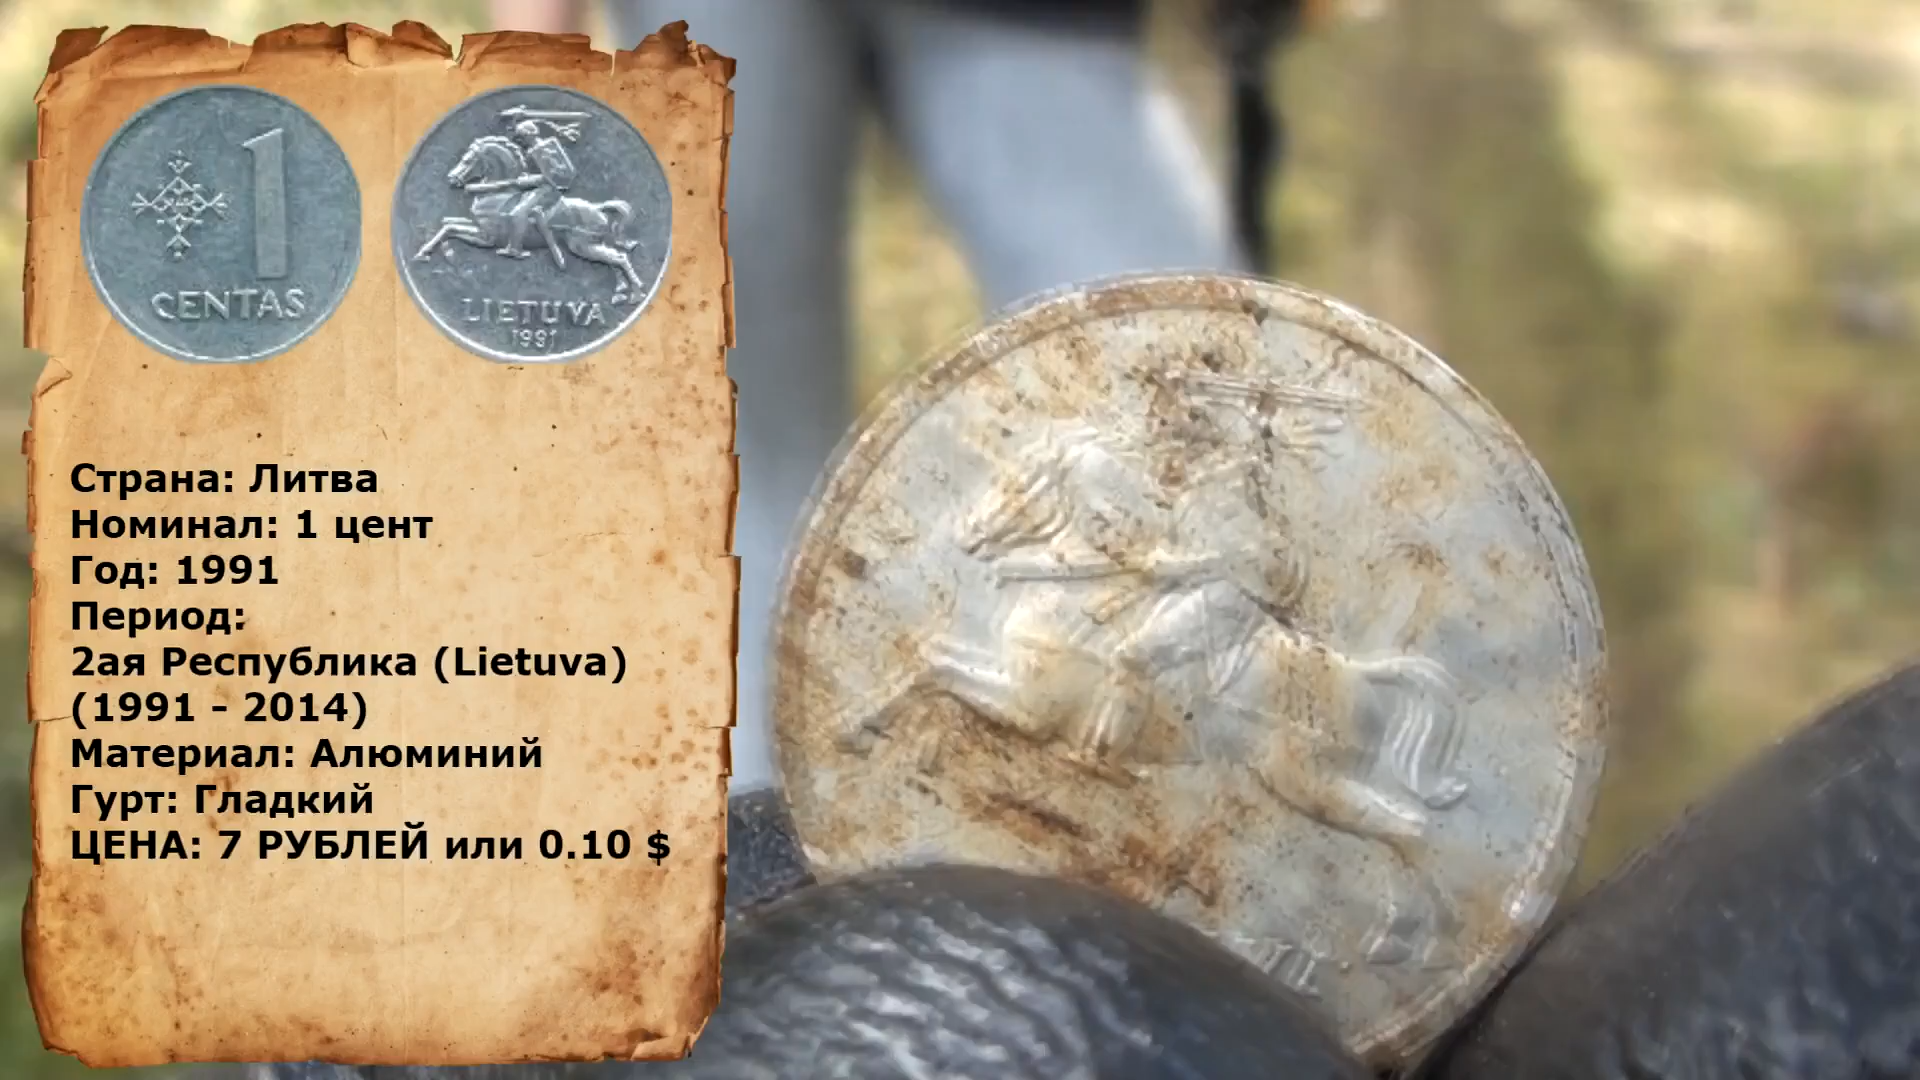 1
CENTAS
LIETUVA
1991
Страна: Литва
Номинал: 1 цент
Год: 1991
Период:
2ая Республика (Lietuva)
(1991 - 2014)
Материал: Алюминий
Гурт: Гладкий
ЦЕНА: 7 РУБЛЕЙ или 0.10 $